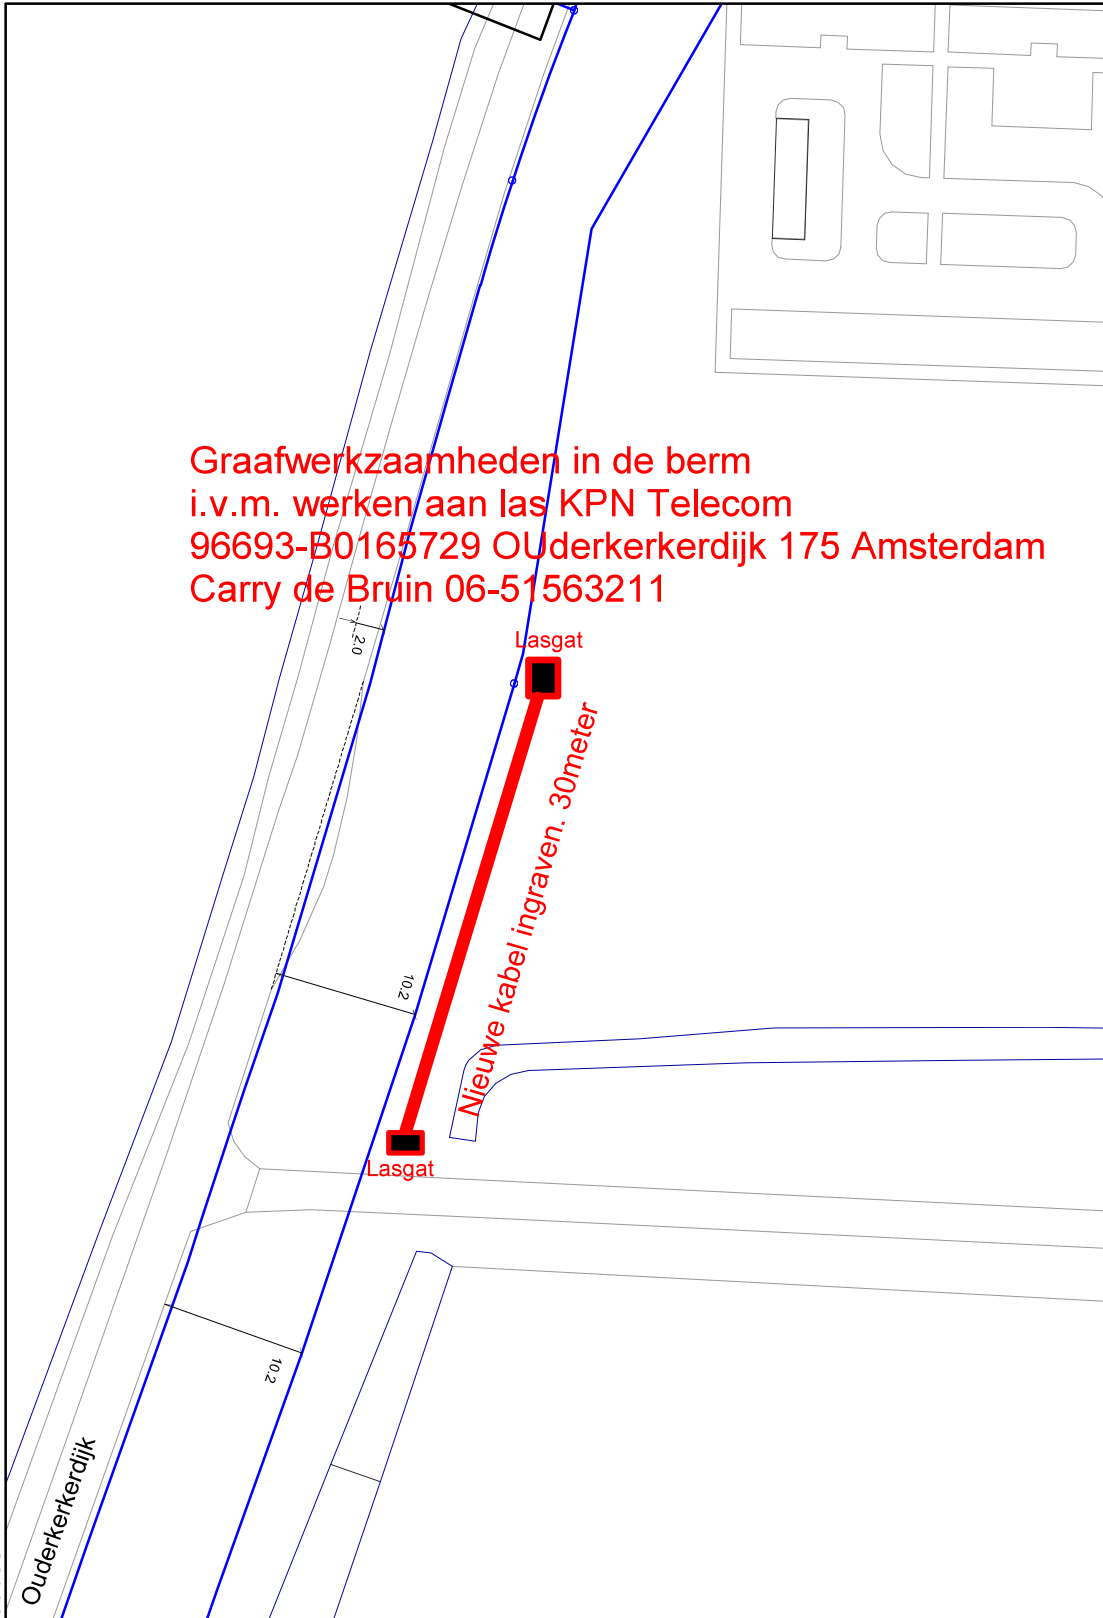 Graafwerkzaamheden in de berm
i.v.m. werken aan las KPN Telecom
96693-B0165729 OUderkerkerdijk 175 Amsterdam
Carry de Bruin 06-51563211
2.0
Lasgat
Nieuwe kabel ingraven. 30meter
10.2
Lasgat
10.2
Ouderkerkerdijk